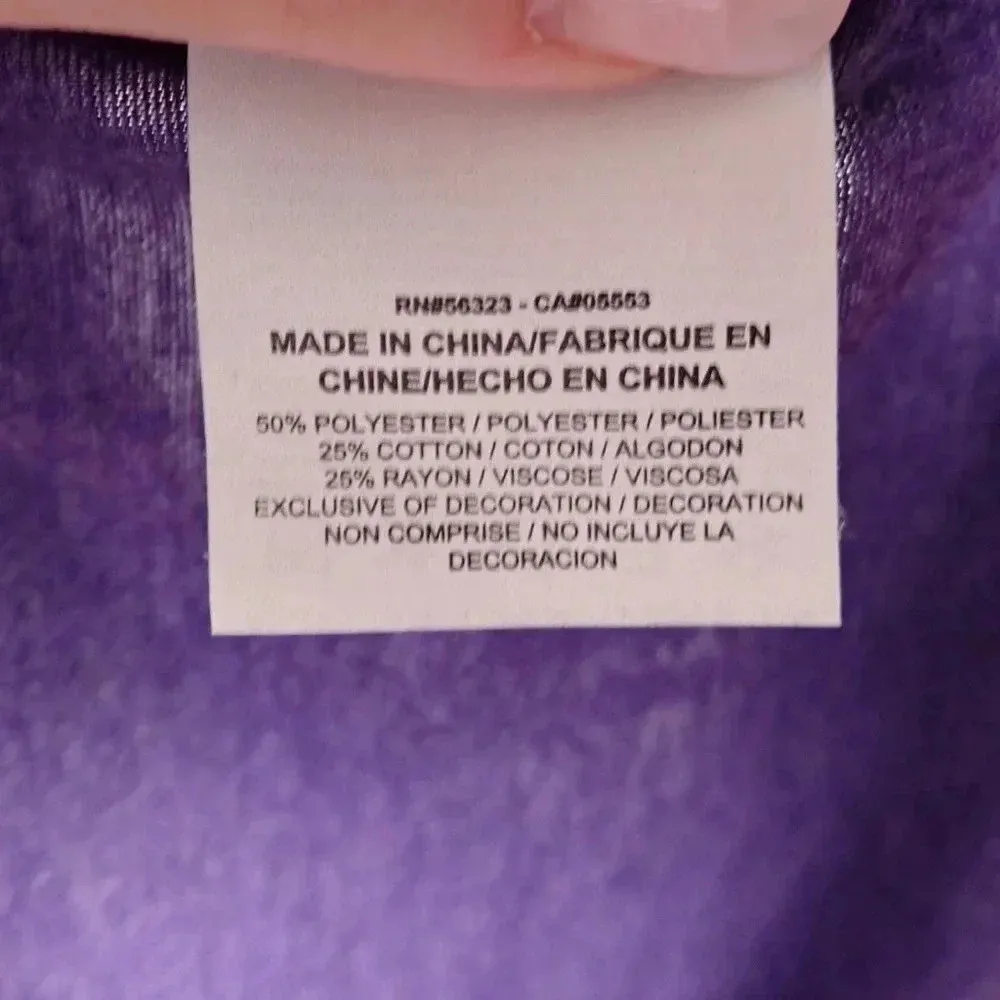 RN#56323 - CA#05553
MADE IN CHINA/FABRIQUE EN
CHINE/HECHO EN CHINA
50% POLYESTER / POLYESTER / POLIESTER
25% COTTON / COTON / ALGODON
25% RAYON / VISCOSE / VISCOSA
EXCLUSIVE OF DECORATION / DECORATION
NON COMPRISE / NO INCLUYE LA
DECORACION